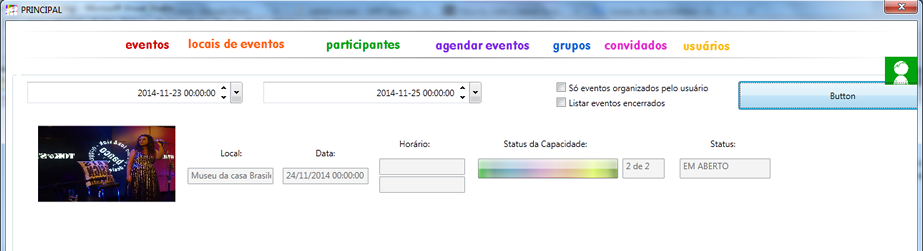 PRINCIPAL
eventos locais de eventos participantes agendar eventos grupos convidados usuários
2014-11-23 00:00:00 2014-11-25 00:00:00
Só eventos organizados pelo usuário
Listar eventos encerrados
Button
Local: Data: Horário: Status da Capacidade: Status:
Museu da casa Brasile 24/11/2014 00:00:00 2 de 2 EM ABERTO